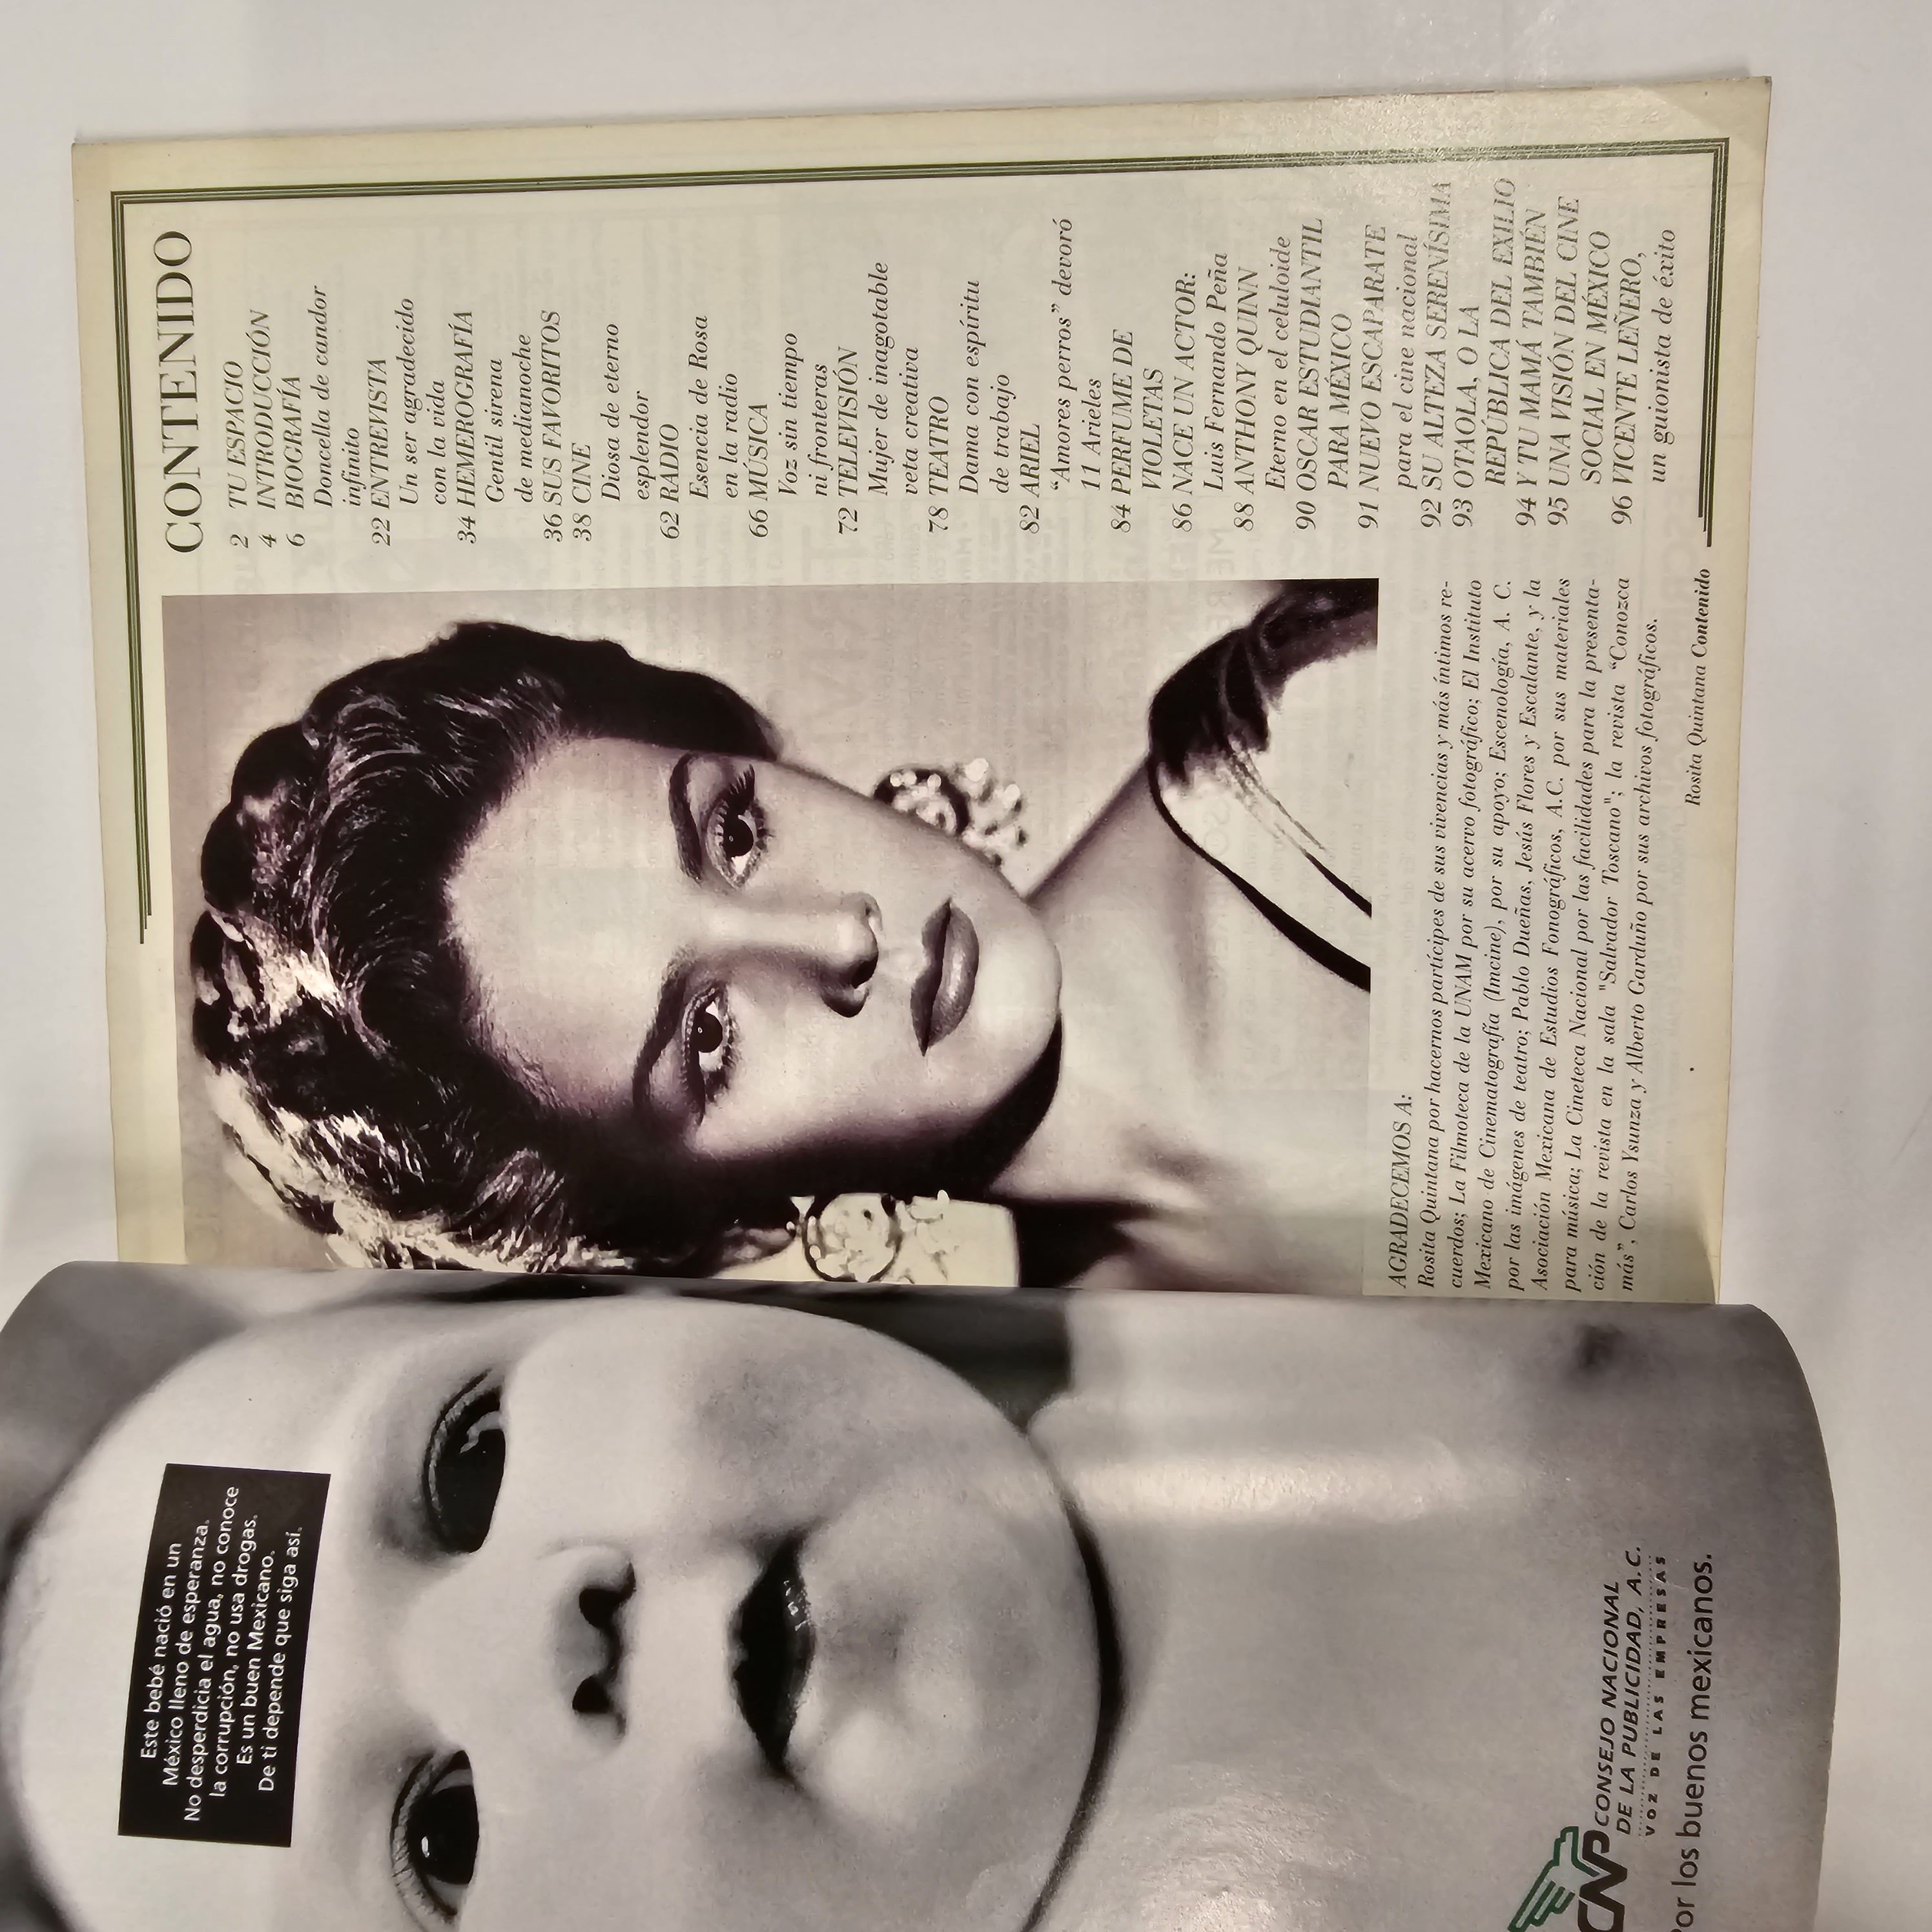 Este bebé nació en un
México lleno de esperanza.
No desperdicia el agua, no conoce
la corrupción, no usa drogas.
Es un buen Mexicano.
De ti depende que siga así.
CNP CONSEJO NACIONAL
DE LA PUBLICIDAD, A.C.
VOZ DE LAS EMPRESAS
Por los buenos mexicanos.
CONTENIDO
2 TU ESPACIO
4 INTRODUCCIÓN
6 BIOGRAFÍA
Doncella de candor
infinito
22 ENTREVISTA
Un ser agradecido
con la vida
34 HEMEROGRAFÍA
Gentil sirena
de medianoche
36 SUS FAVORITOS
38 CINE
Diosa de eterno
esplendor
62 RADIO
Esencia de Rosa
en la radio
66 MÚSICA
Voz sin tiempo
ni fronteras
72 TELEVISIÓN
Mujer de inagotable
veta creativa
78 TEATRO
Dama con espíritu
de trabajo
82 ARIEL
“Amores perros” devoró
11 Arieles
84 PERFUME DE
VIOLETAS
86 NACE UN ACTOR:
Luis Fernando Peña
88 ANTHONY QUINN
Eterno en el celuloide
90 OSCAR ESTUDIANTIL
PARA MÉXICO
91 NUEVO ESCAPARATE
para el cine nacional
92 SU ALTEZA SERENÍSIMA
93 OTAOLA, O LA
REPÚBLICA DEL EXILIO
94 Y TU MAMÁ TAMBIÉN
95 UNA VISIÓN DEL CINE
SOCIAL EN MÉXICO
96 VICENTE LEÑERO,
un guionista de éxito
AGRADECEMOS A:
Rosita Quintana por hacernos partícipes de sus vivencias y más íntimos re-
cuerdos; La Filmoteca de la UNAM por su acervo fotográfico; El Instituto
Mexicano de Cinematografía (Imcine), por su apoyo; Escenología, A. C.
por las imágenes de teatro; Pablo Dueñas, Jesús Flores y Escalante, y la
Asociación Mexicana de Estudios Fonográficos, A.C. por sus materiales
para música; La Cineteca Nacional por las facilidades para la presenta-
ción de la revista en la sala "Salvador Toscano"; la revista “Conozca
más”, Carlos Ysunza y Alberto Garduño por sus archivos fotográficos.
Rosita Quintana Contenido